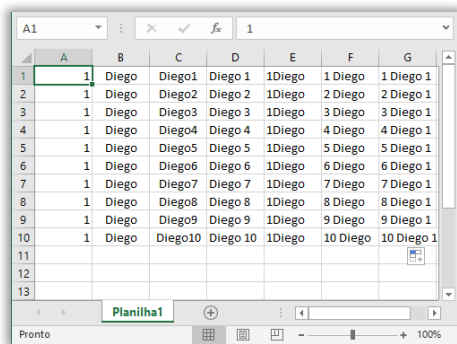 A1 fx 1
A B C D E F G
1 1 Diego Diego1 Diego 1 1Diego 1 Diego 1 Diego 1
2 1 Diego Diego2 Diego 2 1Diego 2 Diego 2 Diego 1
3 1 Diego Diego3 Diego 3 1Diego 3 Diego 3 Diego 1
4 1 Diego Diego4 Diego 4 1Diego 4 Diego 4 Diego 1
5 1 Diego Diego5 Diego 5 1Diego 5 Diego 5 Diego 1
6 1 Diego Diego6 Diego 6 1Diego 6 Diego 6 Diego 1
7 1 Diego Diego7 Diego 7 1Diego 7 Diego 7 Diego 1
8 1 Diego Diego8 Diego 8 1Diego 8 Diego 8 Diego 1
9 1 Diego Diego9 Diego 9 1Diego 9 Diego 9 Diego 1
10 1 Diego Diego10 Diego 10 1Diego 10 Diego 10 Diego 1
11
12
13
Planilha1
Pronto 100%